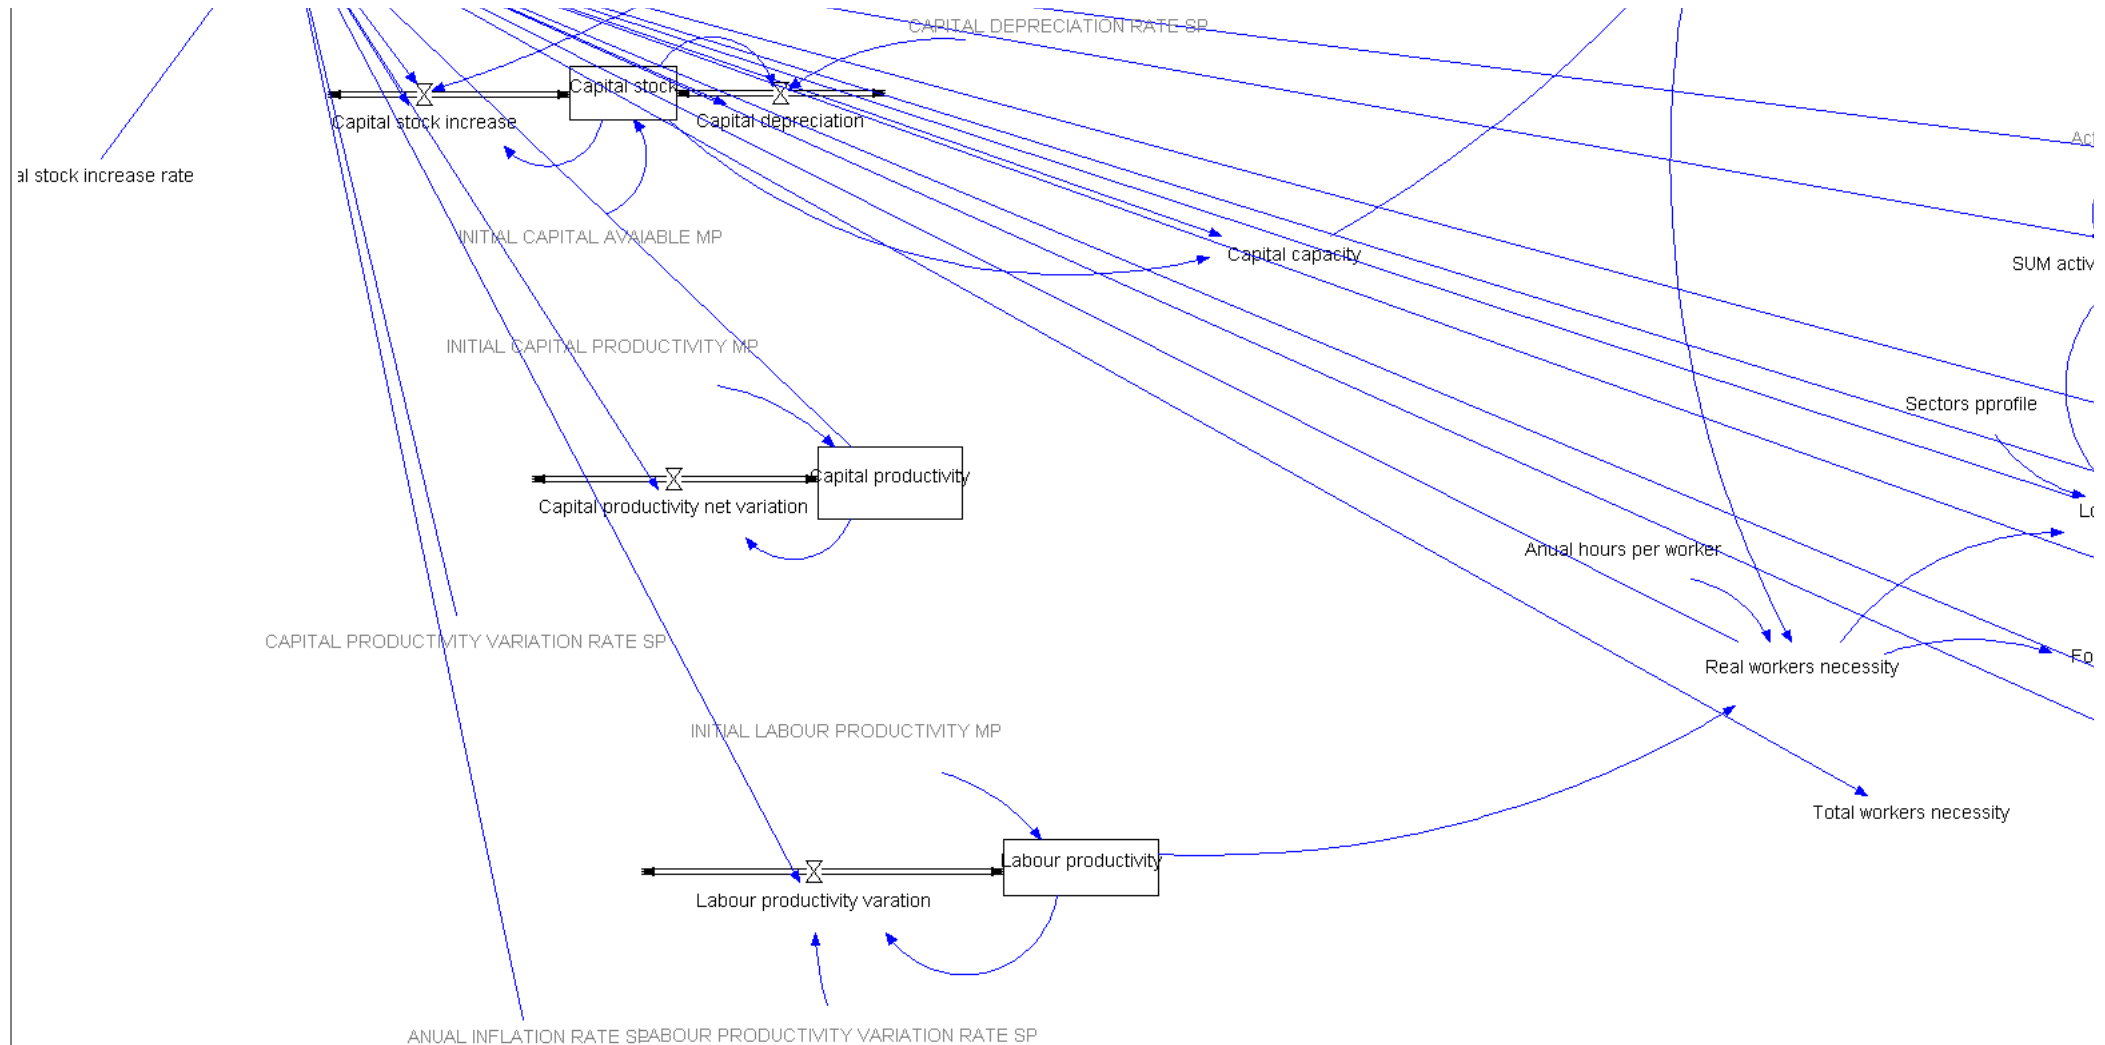 CAPITAL DEPRECIATION RATE SP
Capital stock
Capital stock increase
Capital depreciation
al stock increase rate
INITIAL CAPITAL AVAIABLE MP
Capital capacity
SUM activ
INITIAL CAPITAL PRODUCTIVITY MP
Sectors pprofile
Capital productivity
Capital productivity net variation
Lo
Anual hours per worker
CAPITAL PRODUCTIVITY VARIATION RATE SP
Fo
Real workers necessity
INITIAL LABOUR PRODUCTIVITY MP
Total workers necessity
Labour productivity
Labour productivity varation
ANUAL INFLATION RATE SP
LABOUR PRODUCTIVITY VARIATION RATE SP